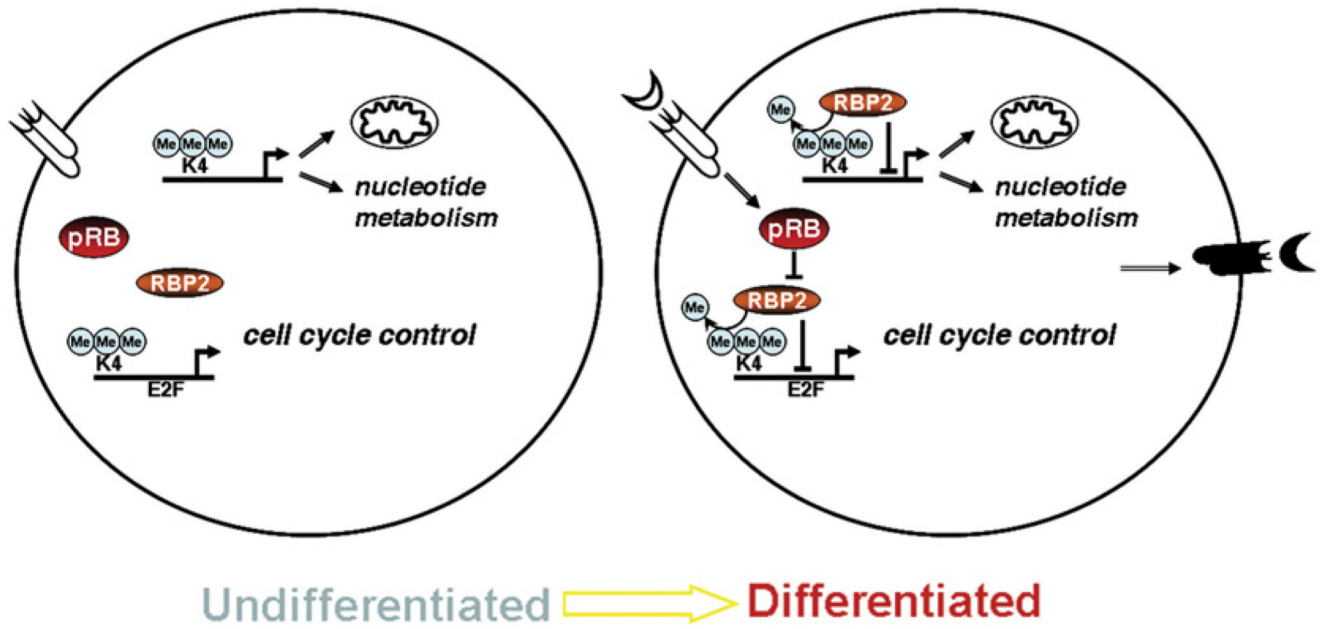 Me Me Me
K4
nucleotide
metabolism
pRB
RBP2
Me Me Me
K4
E2F
cell cycle control
Me
RBP2
Me Me Me
K4
nucleotide
metabolism
pRB
Me
RBP2
Me Me Me
K4
E2F
cell cycle control
Undifferentiated
Differentiated